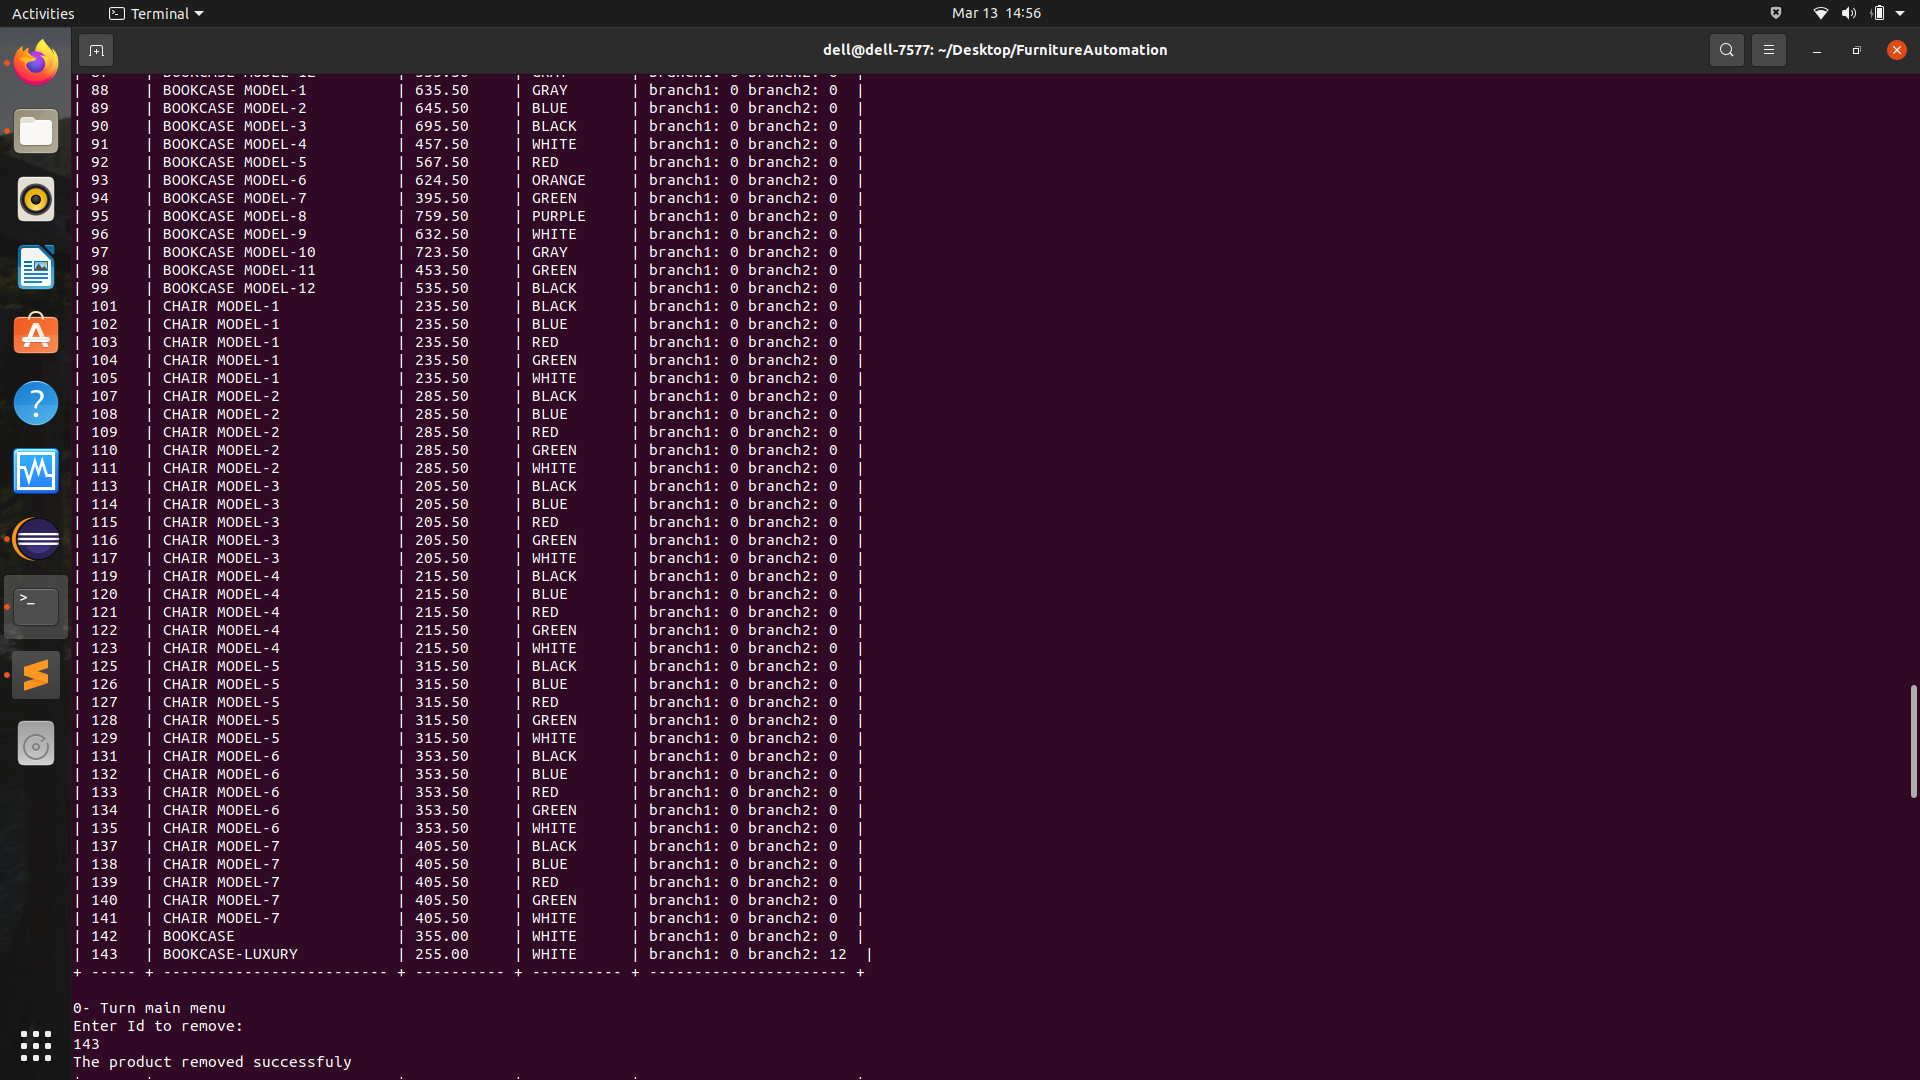 Activities Terminal Mar 13 14:56
dell@dell-7577: ~/Desktop/FurnitureAutomation
| 87 | BOOKCASE MODEL-12 | 535.50 | GRAY | branch1: 0 branch2: 0 |
| 88 | BOOKCASE MODEL-1 | 635.50 | GRAY | branch1: 0 branch2: 0 |
| 89 | BOOKCASE MODEL-2 | 645.50 | BLUE | branch1: 0 branch2: 0 |
| 90 | BOOKCASE MODEL-3 | 695.50 | BLACK | branch1: 0 branch2: 0 |
| 91 | BOOKCASE MODEL-4 | 457.50 | WHITE | branch1: 0 branch2: 0 |
| 92 | BOOKCASE MODEL-5 | 567.50 | RED | branch1: 0 branch2: 0 |
| 93 | BOOKCASE MODEL-6 | 624.50 | ORANGE | branch1: 0 branch2: 0 |
| 94 | BOOKCASE MODEL-7 | 395.50 | GREEN | branch1: 0 branch2: 0 |
| 95 | BOOKCASE MODEL-8 | 759.50 | PURPLE | branch1: 0 branch2: 0 |
| 96 | BOOKCASE MODEL-9 | 632.50 | WHITE | branch1: 0 branch2: 0 |
| 97 | BOOKCASE MODEL-10 | 723.50 | GRAY | branch1: 0 branch2: 0 |
| 98 | BOOKCASE MODEL-11 | 453.50 | GREEN | branch1: 0 branch2: 0 |
| 99 | BOOKCASE MODEL-12 | 535.50 | BLACK | branch1: 0 branch2: 0 |
| 101 | CHAIR MODEL-1 | 235.50 | BLACK | branch1: 0 branch2: 0 |
| 102 | CHAIR MODEL-1 | 235.50 | BLUE | branch1: 0 branch2: 0 |
| 103 | CHAIR MODEL-1 | 235.50 | RED | branch1: 0 branch2: 0 |
| 104 | CHAIR MODEL-1 | 235.50 | GREEN | branch1: 0 branch2: 0 |
| 105 | CHAIR MODEL-1 | 235.50 | WHITE | branch1: 0 branch2: 0 |
| 107 | CHAIR MODEL-2 | 285.50 | BLACK | branch1: 0 branch2: 0 |
| 108 | CHAIR MODEL-2 | 285.50 | BLUE | branch1: 0 branch2: 0 |
| 109 | CHAIR MODEL-2 | 285.50 | RED | branch1: 0 branch2: 0 |
| 110 | CHAIR MODEL-2 | 285.50 | GREEN | branch1: 0 branch2: 0 |
| 111 | CHAIR MODEL-2 | 285.50 | WHITE | branch1: 0 branch2: 0 |
| 113 | CHAIR MODEL-3 | 205.50 | BLACK | branch1: 0 branch2: 0 |
| 114 | CHAIR MODEL-3 | 205.50 | BLUE | branch1: 0 branch2: 0 |
| 115 | CHAIR MODEL-3 | 205.50 | RED | branch1: 0 branch2: 0 |
| 116 | CHAIR MODEL-3 | 205.50 | GREEN | branch1: 0 branch2: 0 |
| 117 | CHAIR MODEL-3 | 205.50 | WHITE | branch1: 0 branch2: 0 |
| 119 | CHAIR MODEL-4 | 215.50 | BLACK | branch1: 0 branch2: 0 |
| 120 | CHAIR MODEL-4 | 215.50 | BLUE | branch1: 0 branch2: 0 |
| 121 | CHAIR MODEL-4 | 215.50 | RED | branch1: 0 branch2: 0 |
| 122 | CHAIR MODEL-4 | 215.50 | GREEN | branch1: 0 branch2: 0 |
| 123 | CHAIR MODEL-4 | 215.50 | WHITE | branch1: 0 branch2: 0 |
| 125 | CHAIR MODEL-5 | 315.50 | BLACK | branch1: 0 branch2: 0 |
| 126 | CHAIR MODEL-5 | 315.50 | BLUE | branch1: 0 branch2: 0 |
| 127 | CHAIR MODEL-5 | 315.50 | RED | branch1: 0 branch2: 0 |
| 128 | CHAIR MODEL-5 | 315.50 | GREEN | branch1: 0 branch2: 0 |
| 129 | CHAIR MODEL-5 | 315.50 | WHITE | branch1: 0 branch2: 0 |
| 131 | CHAIR MODEL-6 | 353.50 | BLACK | branch1: 0 branch2: 0 |
| 132 | CHAIR MODEL-6 | 353.50 | BLUE | branch1: 0 branch2: 0 |
| 133 | CHAIR MODEL-6 | 353.50 | RED | branch1: 0 branch2: 0 |
| 134 | CHAIR MODEL-6 | 353.50 | GREEN | branch1: 0 branch2: 0 |
| 135 | CHAIR MODEL-6 | 353.50 | WHITE | branch1: 0 branch2: 0 |
| 137 | CHAIR MODEL-7 | 405.50 | BLACK | branch1: 0 branch2: 0 |
| 138 | CHAIR MODEL-7 | 405.50 | BLUE | branch1: 0 branch2: 0 |
| 139 | CHAIR MODEL-7 | 405.50 | RED | branch1: 0 branch2: 0 |
| 140 | CHAIR MODEL-7 | 405.50 | GREEN | branch1: 0 branch2: 0 |
| 141 | CHAIR MODEL-7 | 405.50 | WHITE | branch1: 0 branch2: 0 |
| 142 | BOOKCASE | 355.00 | WHITE | branch1: 0 branch2: 0 |
| 143 | BOOKCASE-LUXURY | 255.00 | WHITE | branch1: 0 branch2: 12 |
+ ----- + ------------------------- + ---------- + ---------- + ---------------------- +
0- Turn main menu
Enter Id to remove:
143
The product removed successfuly